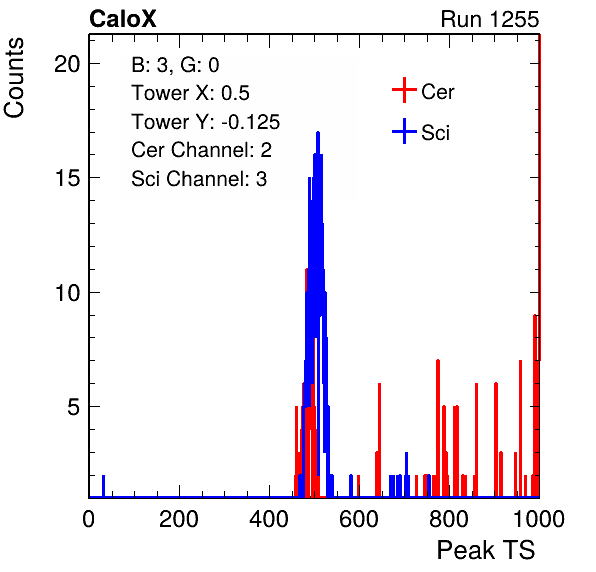 CaloX Run 1255
Counts
B: 3, G: 0
Tower X: 0.5
Tower Y: -0.125
Cer Channel: 2
Sci Channel: 3
Cer
Sci
20
15
10
5
0 200 400 600 800 1000
Peak TS